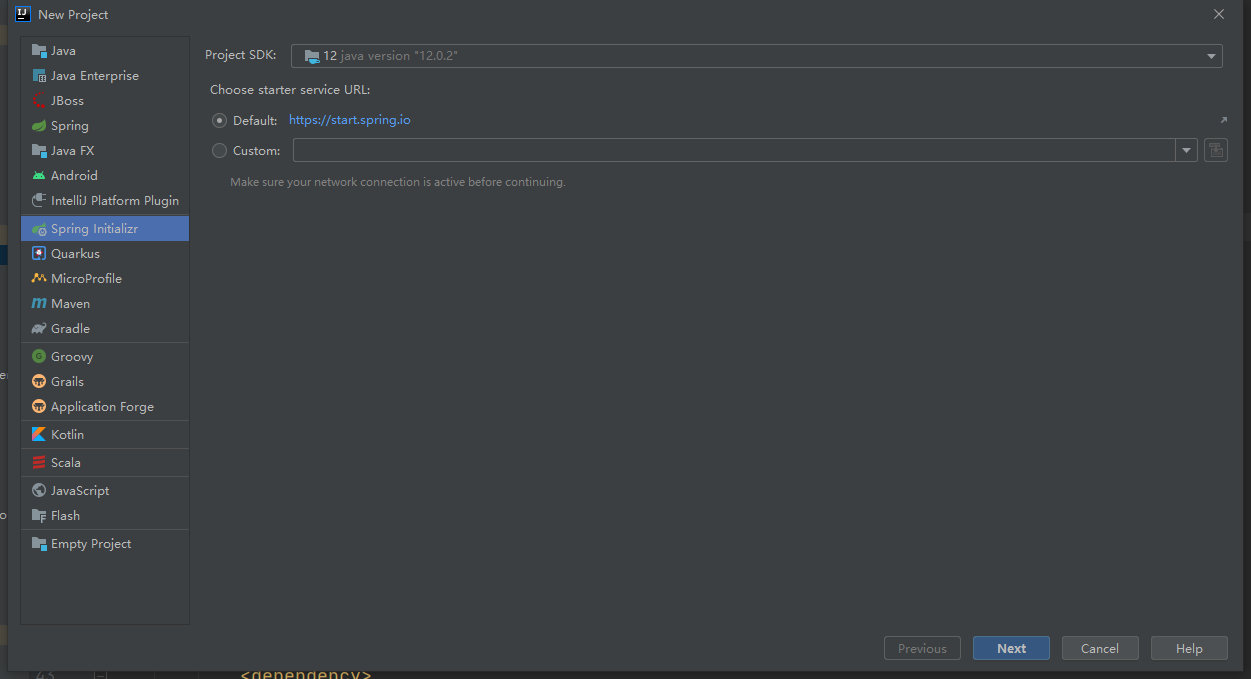 New Project
Java
Java Enterprise
JBoss
Spring
Java FX
Android
IntelliJ Platform Plugin
Spring Initializr
Quarkus
MicroProfile
Maven
Gradle
Groovy
Grails
Application Forge
Kotlin
Scala
JavaScript
Flash
Empty Project
Project SDK: 12 java version "12.0.2"
Choose starter service URL:
Default: https://start.spring.io
Custom:
Make sure your network connection is active before continuing.
Previous Next Cancel Help
<dependency>